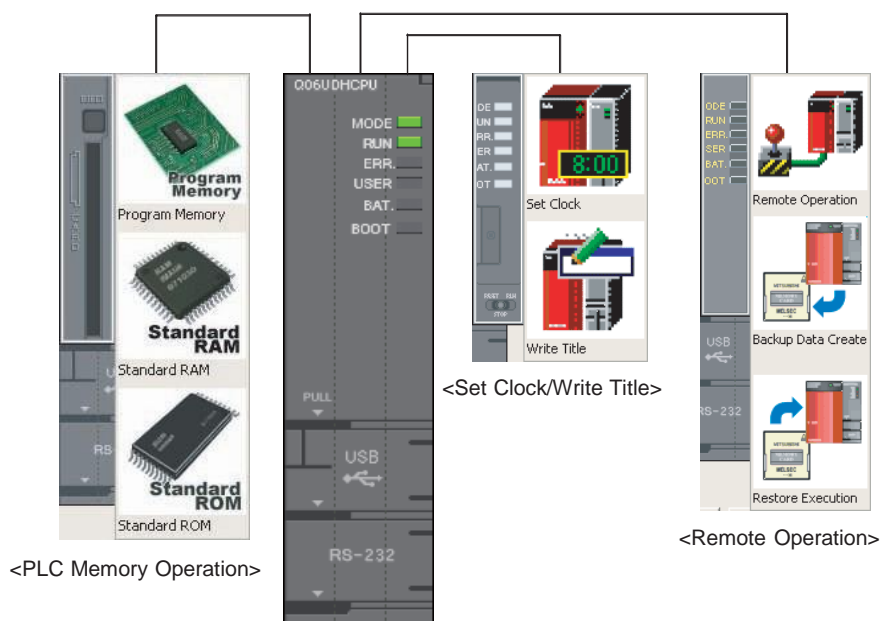 Program
Memory
Program Memory
Standard
RAM
Standard RAM
Standard
ROM
Standard ROM
<PLC Memory Operation>
Q06UDHCPU
MODE
RUN
ERR.
USER
BAT.
BOOT
PULL
USB
RS-232
DE
UN
RR.
ER
AT.
OT
8:00
Set Clock
STOP
Write Title
<Set Clock/Write Title>
ODE
RUN
ERR.
SER
BAT.
OOT
USB
RS-232
Remote Operation
MELSEC
Backup Data Create
MELSEC
Restore Execution
<Remote Operation>